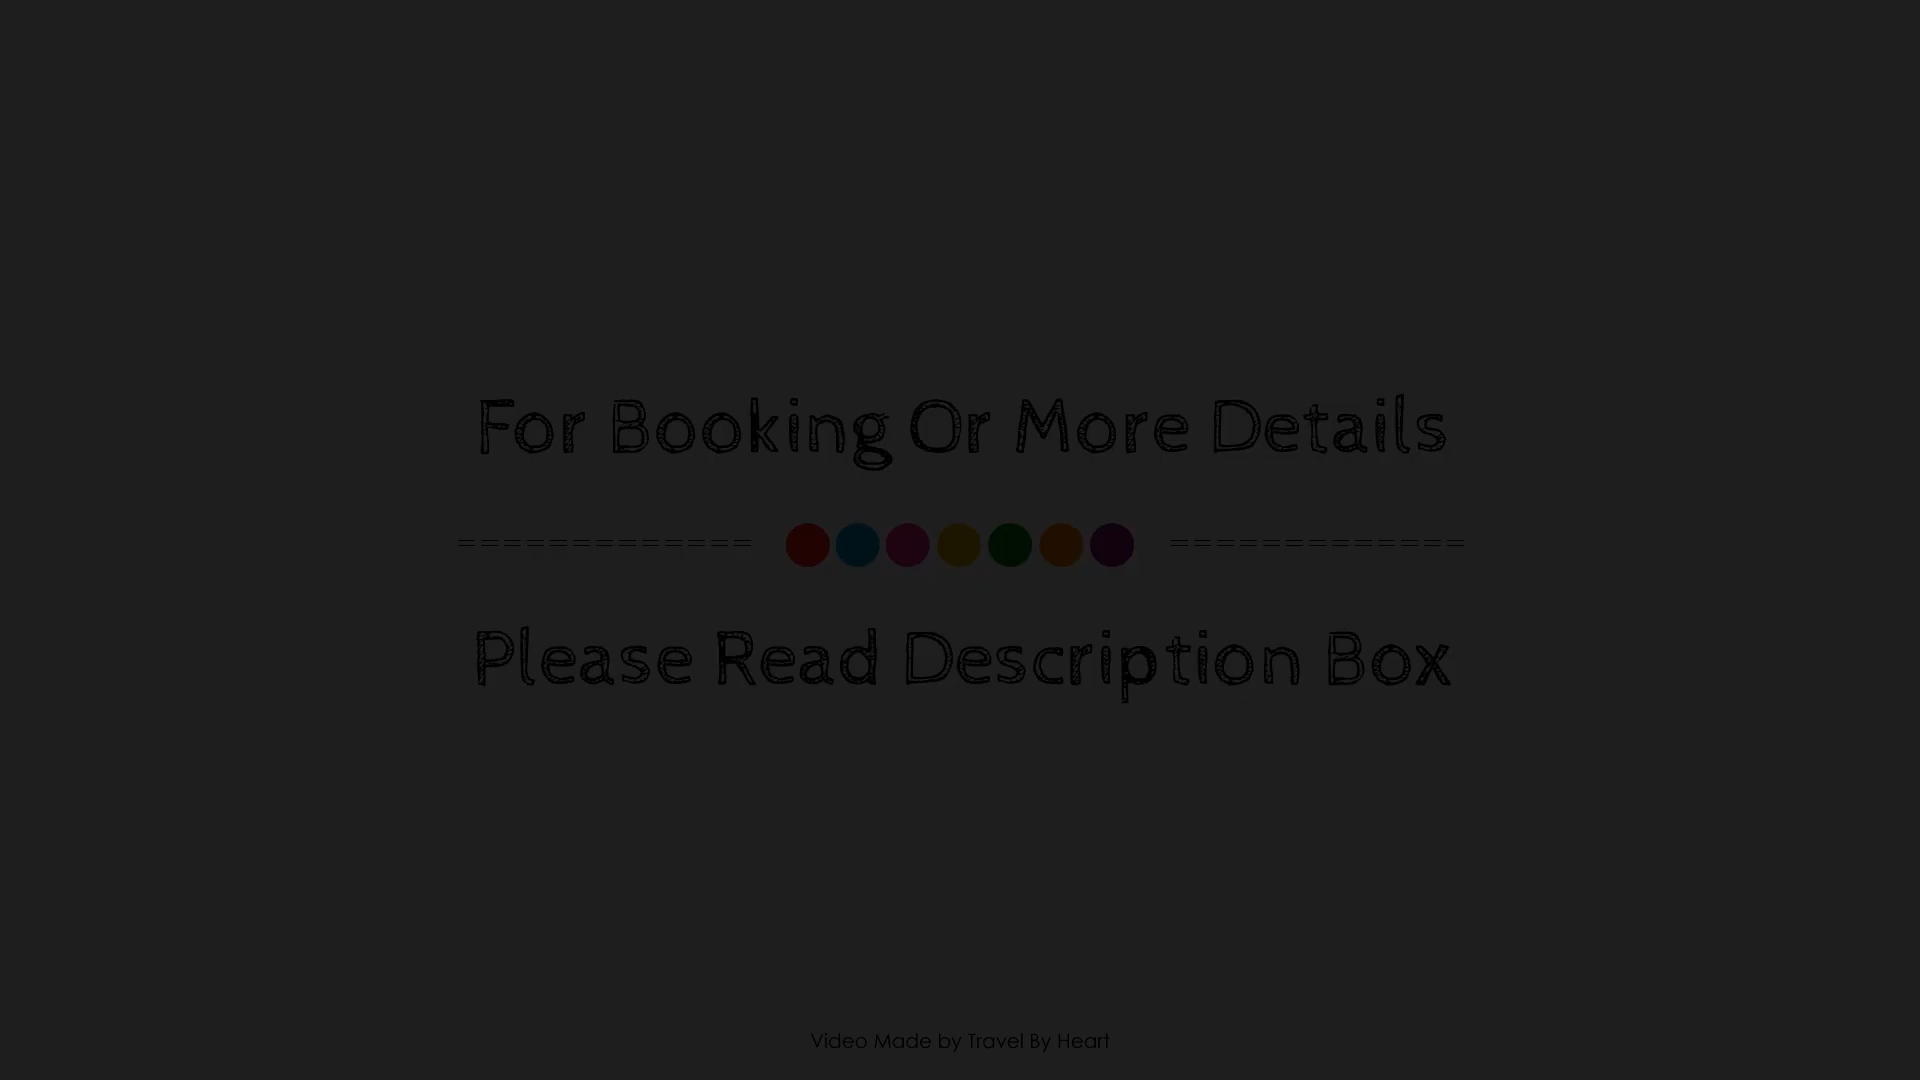 For Booking Or More Details
============= =============
Please Read Description Box
Video Made by Travel By Heart